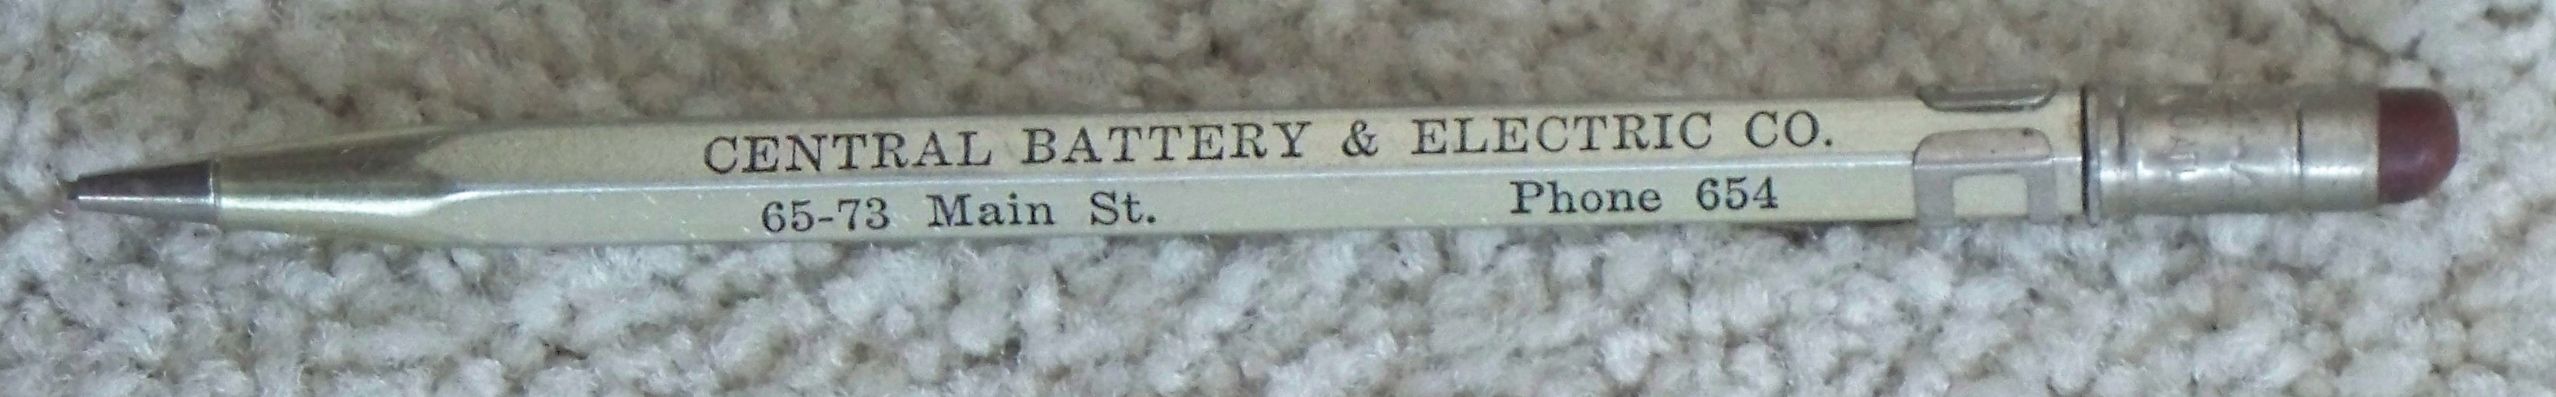 CENTRAL BATTERY & ELECTRIC CO.
65-73 Main St. Phone 654